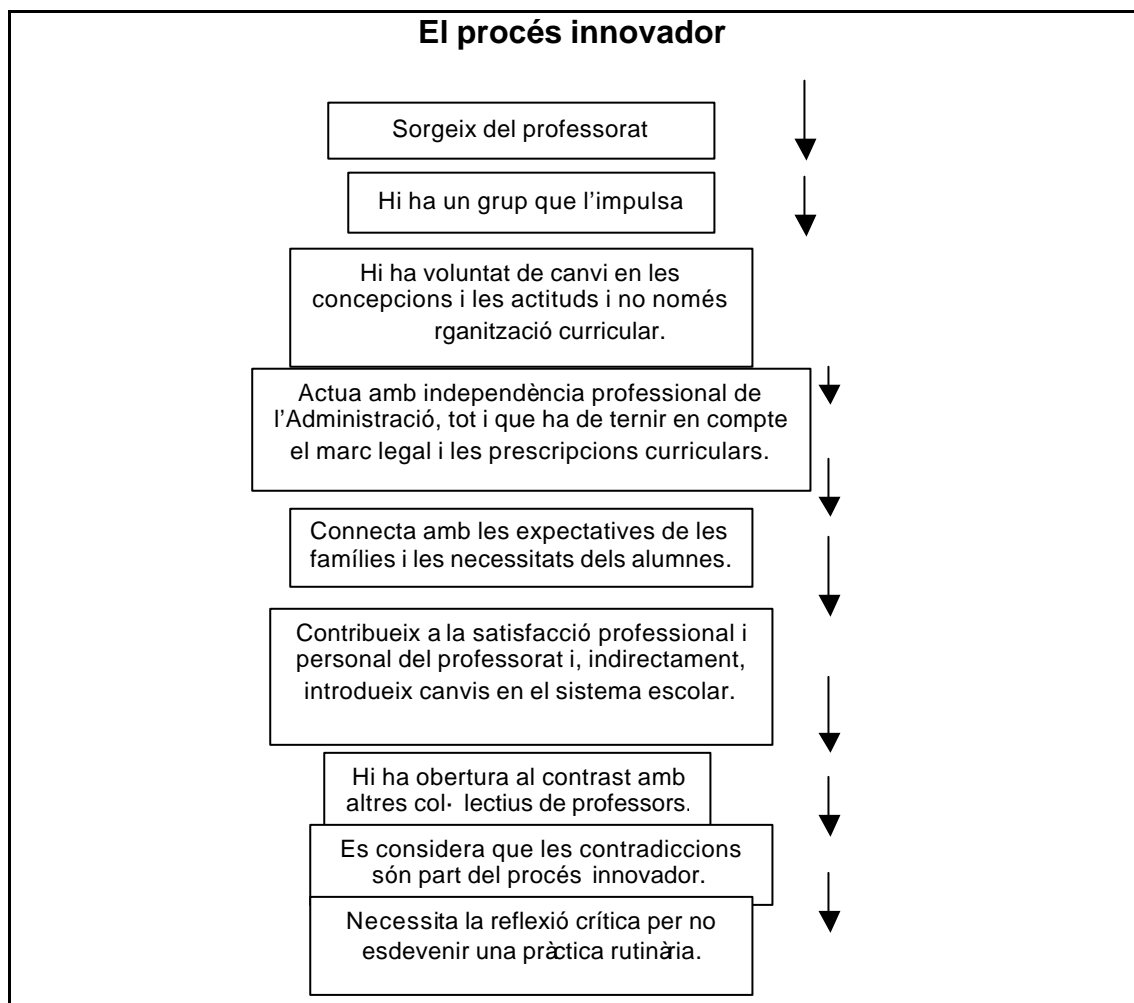 El procés innovador
Sorgeix del professorat
Hi ha un grup que l’impulsa
Hi ha voluntat de canvi en les
concepcions i les actituds i no només
rganització curricular.
Actua amb independència professional de
l’Administració, tot i que ha de ternir en compte
el marc legal i les prescripcions curriculars.
Connecta amb les expectatives de les
famílies i les necessitats dels alumnes.
Contribueix a la satisfacció professional i
personal del professorat i, indirectament,
introdueix canvis en el sistema escolar.
Hi ha obertura al contrast amb
altres col· lectius de professors.
Es considera que les contradiccions
són part del procés innovador.
Necessita la reflexió crítica per no
esdevenir una pràctica rutinària.